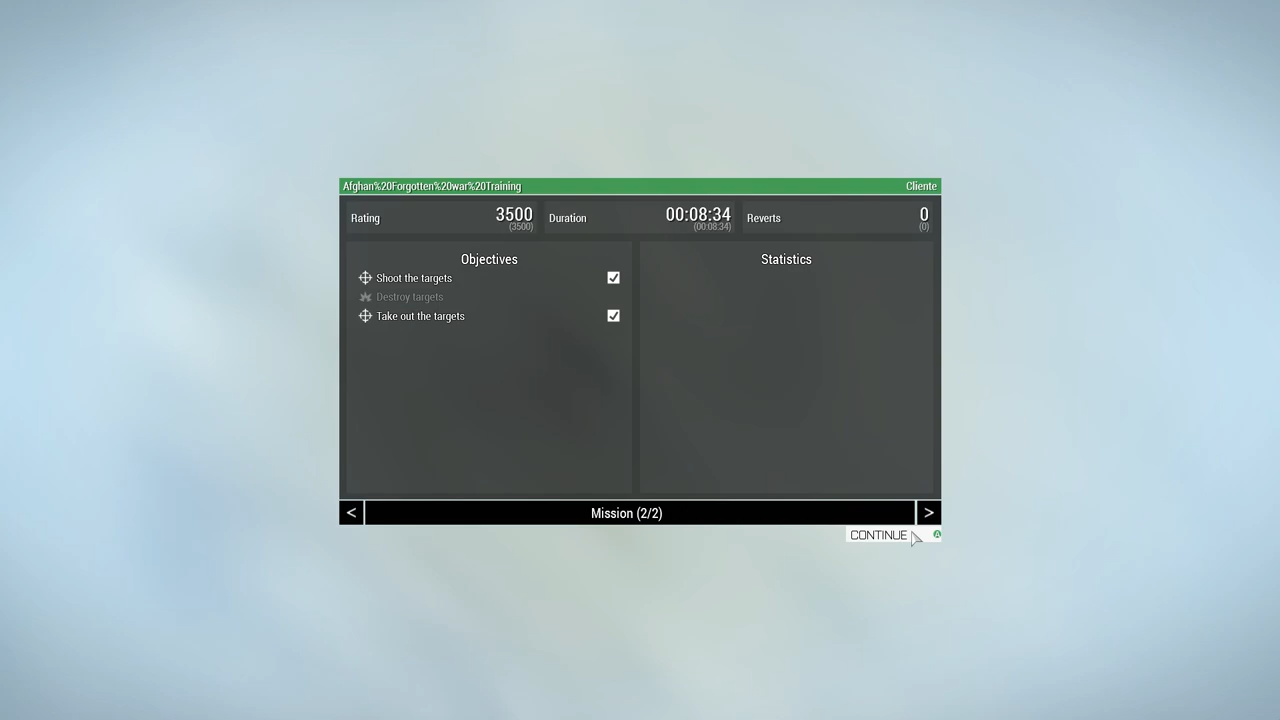 Afghan%20Forgotten%20war%20Training Cliente
Rating 3500 (3500) Duration 00:08:34 (00:08:34) Reverts 0 (0)
Objectives
Shoot the targets
Destroy targets
Take out the targets
Statistics
< Mission (2/2) >
CONTINUE A